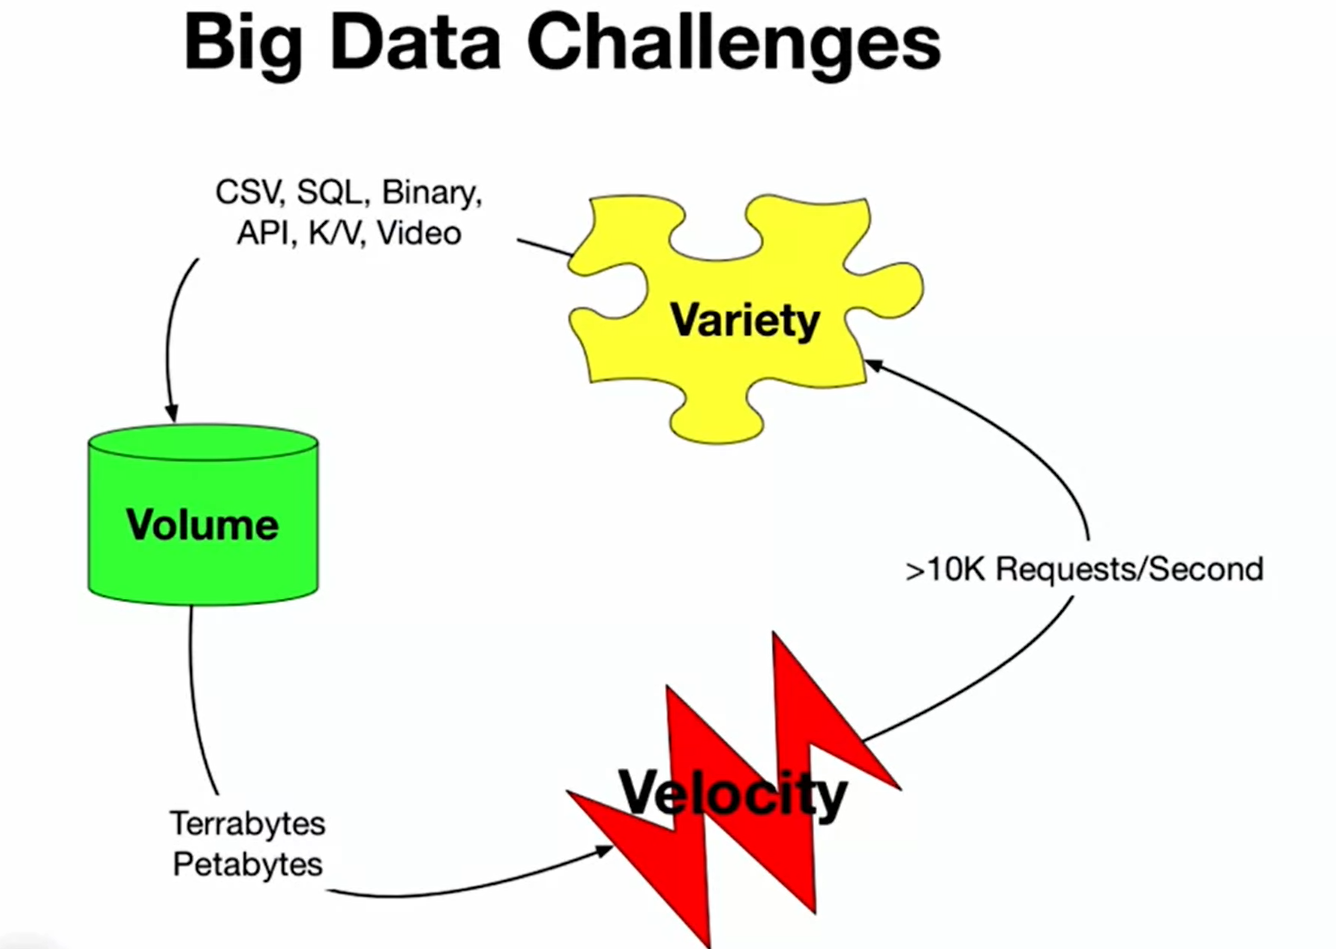 Big Data Challenges
CSV, SQL, Binary,
API, K/V, Video
Variety
Volume
>10K Requests/Second
Velocity
Terrabytes
Petabytes